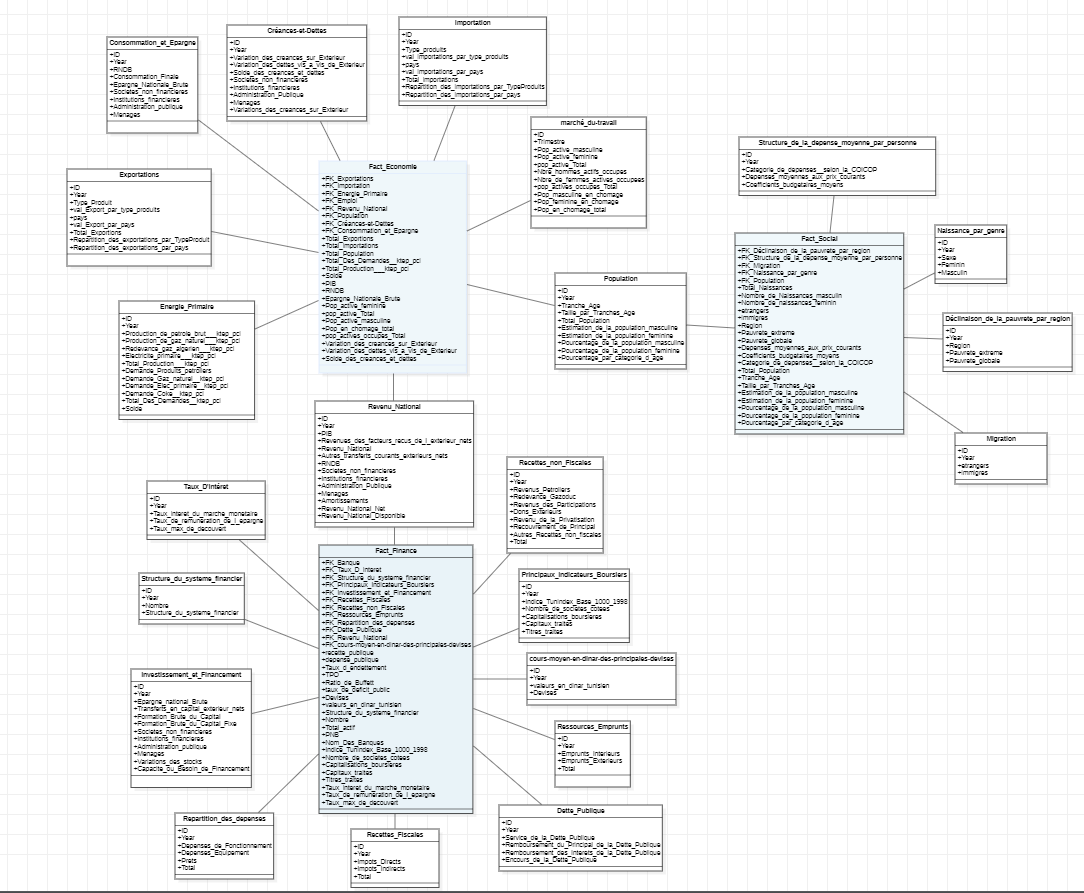 Consommation_et_Epargne
+ID
+Year
+RNDB
+Consommation_Finale
+Epargne_Nationale_Brute
+Societes_non_financieres
+Institutions_financieres
+Administration_publique
+Menages
Créances-et-Dettes
+ID
+Year
+Variation_des_creances_sur_Exterieur
+Variation_des_dettes_vis_a_vis_de_Exterieur
+Solde_des_creances_et_dettes
+Societes_non_financieres
+Institutions_financieres
+Administration_Publique
+Menages
+Variations_des_creances_sur_Exterieur
Importation
+ID
+Year
+Type_produits
+val_importations_par_type_produits
+pays
+val_importations_par_pays
+Total_importations
+Repartition_des_importations_par_TypeProduits
+Repartition_des_importations_par_pays
marché_du-travail
+ID
+Trimestre
+Pop_active_masculine
+Pop_active_feminine
+pop_active_Total
+Nbre_hommes_actifs_occupes
+Nbre_de_femmes_actives_occupees
+pop_actives_occupes_Total
+Pop_masculine_en_chomage
+Pop_feminine_en_chomage
+Pop_en_chomage_total
Structure_de_la_depense_moyenne_par_personne
+ID
+Year
+Categorie_de_depenses__selon_la_COICOP
+Depenses_moyennes_aux_prix_courants
+Coefficients_budgetaires_moyens
Exportations
+ID
+Year
+Type_Produit
+val_Export_par_type_produits
+pays
+val_Export_par_pays
+Total_Exportions
+Repartition_des_exportations_par_TypeProduit
+Repartition_des_exportations_par_pays
Fact_Economie
+FK_Exportations
+FK_Importation
+FK_Energie_Primaire
+FK_Emploi
+FK_Revenu_National
+FK_Population
+FK_Créances-et-Dettes
+FK_Consommation_et_Epargne
+Total_Exportions
+Total_importations
+Total_Population
+Total_Des_Demandes__ktep_pci
+Total_Production___ktep_pci
+Solde
+PIB
+RNDB
+Epargne_Nationale_Brute
+Pop_active_feminine
+pop_active_Total
+Pop_active_masculine
+Pop_en_chomage_total
+pop_actives_occupes_Total
+Variation_des_creances_sur_Exterieur
+Variation_des_dettes_vis_a_Vis_de_Exterieur
+Solde_des_creances_et_dettes
Fact_Social
+FK_Déclinaison_de_la_pauvrete_par_region
+FK_Structure_de_la_depense_moyenne_par_personne
+FK_Migration
+FK_Naissance_par_genre
+FK_Population
+Total_Naissances
+Nombre_de_Naissances_masculin
+Nombre_de_naissances_feminin
+etrangers
+immigres
+Region
+Pauvrete_extreme
+Pauvrete_globale
+Depenses_moyennes_aux_prix_courants
+Coefficients_budgetaires_moyens
+Categorie_de_depenses__selon_la_COICOP
+Total_Population
+Tranche_Age
+Taille_par_Tranches_Age
+Estimation_de_la_population_masculine
+Estimation_de_la_population_feminine
+Pourcentage_de_la_population_masculine
+Pourcentage_de_la_population_feminine
+Pourcentage_par_categorie_d_age
Naissance_par_genre
+ID
+Year
+Sexe
+Feminin
+Masculin
Population
+ID
+Year
+Tranche_Age
+Taille_par_Tranches_Age
+Total_Population
+Estimation_de_la_population_masculine
+Estimation_de_la_population_feminine
+Pourcentage_de_la_population_masculine
+Pourcentage_de_la_population_feminine
+Pourcentage_par_categorie_d_age
Energie_Primaire
+ID
+Year
+Production_de_petrole_brut__ktep_pci
+Production_de_gaz_naturel___ktep_pci
+Redevance_gaz_algerien__ktep_pci
+Electricite_primaire__ktep_pci
+Total_Production__ktep_pci
+Demande_Produits_petroliers
+Demande_Gaz_naturel__ktep_pci
+Demande_Elec_primaire__ktep_pci
+Demande_Coke__ktep_pci
+Total_Des_Demandes__ktep_pci
+Solde
Déclinaison_de_la_pauvrete_par_region
+ID
+Year
+Region
+Pauvrete_extreme
+Pauvrete_globale
Revenu_National
+ID
+Year
+PIB
+Revenues_des_facteurs_recus_de_l_exterieur_nets
+Revenu_National
+Autres_transferts_courants_exterieurs_nets
+RNDB
+Societes_non_financieres
+Institutions_financieres
+Administration_Publique
+Menages
+Amortissements
+Revenu_National_Net
+Revenu_National_Disponible
Migration
+ID
+Year
+etrangers
+immigres
Recettes_non_Fiscales
+ID
+Year
+Revenus_Petroliers
+Redevance_Gazoduc
+Revenus_des_Participations
+Dons_Exterieurs
+Revenu_de_la_Privatisation
+Recouvrement_de_Principal
+Autres_Recettes_non_fiscales
+Total
Taux_D'intéret
+ID
+Year
+Taux_interet_du_marche_monetaire
+Taux_de_remuneration_de_l_epargne
+Taux_max_de_decouvert
Fact_Finance
+FK_Banque
+FK_Taux_D_Interet
+FK_Structure_du_systeme_financier
+FK_Principaux_indicateurs_Boursiers
+FK_Investissement_et_Financement
+FK_Recettes_Fiscales
+FK_Recettes_non_Fiscales
+FK_Ressources_Emprunts
+FK_Repartition_des_depenses
+FK_Dette_Publique
+FK_Revenu_National
+FK_cours-moyen-en-dinar-des-principales-devises
+recette_publique
+depense_publique
+Taux_d_endettement
+TPO
+Ratio_de_Buffett
+taux_de_deficit_public
+Devises
+valeurs_en_dinar_tunisien
+Structure_du_systeme_financier
+Nombre
+Total_actif
+PNB
+Nom_Des_Banques
+Indice_Tunindex_Base_1000_1998
+Nombre_de_societes_cotees
+Capitalisations_boursieres
+Capitaux_traites
+Titres_traites
+Taux_interet_du_marche_monetaire
+Taux_de_remuneration_de_l_epargne
+Taux_max_de_decouvert
Structure_du_systeme_financier
+ID
+Year
+Nombre
+Structure_du_systeme_financier
Principaux_Indicateurs_Boursiers
+ID
+Year
+Indice_Tunindex_Base_1000_1998
+Nombre_de_societes_cotees
+Capitalisations_boursieres
+Capitaux_traites
+Titres_traites
cours-moyen-en-dinar-des-principales-devises
+ID
+Year
+valeurs_en_dinar_tunisien
+Devises
Investissement_et_Financement
+ID
+Year
+Epargne_national_Brute
+Transferts_en_capital_exterieur_nets
+Formation_Brute_du_Capital
+Formation_Brute_du_Capital_Fixe
+Societes_non_financieres
+Institutions_financieres
+Administration_publique
+Menages
+Variations_des_stocks
+Capacite_ou_Besoin_de_Financement
Ressources_Emprunts
+ID
+Year
+Emprunts_Interieurs
+Emprunts_Exterieurs
+Total
Repartition_des_depenses
+ID
+Year
+Depenses_de_Fonctionnement
+Depenses_Equipement
+Prets
+Total
Recettes_Fiscales
+ID
+Year
+Impots_Directs
+Impots_Indirects
+Total
Dette_Publique
+ID
+Year
+Service_de_la_Dette_Publique
+Remboursement_du_Principal_de_la_Dette_Publique
+Remboursement_des_Interets_de_la_Dette_Publique
+Encours_de_la_Dette_Publique